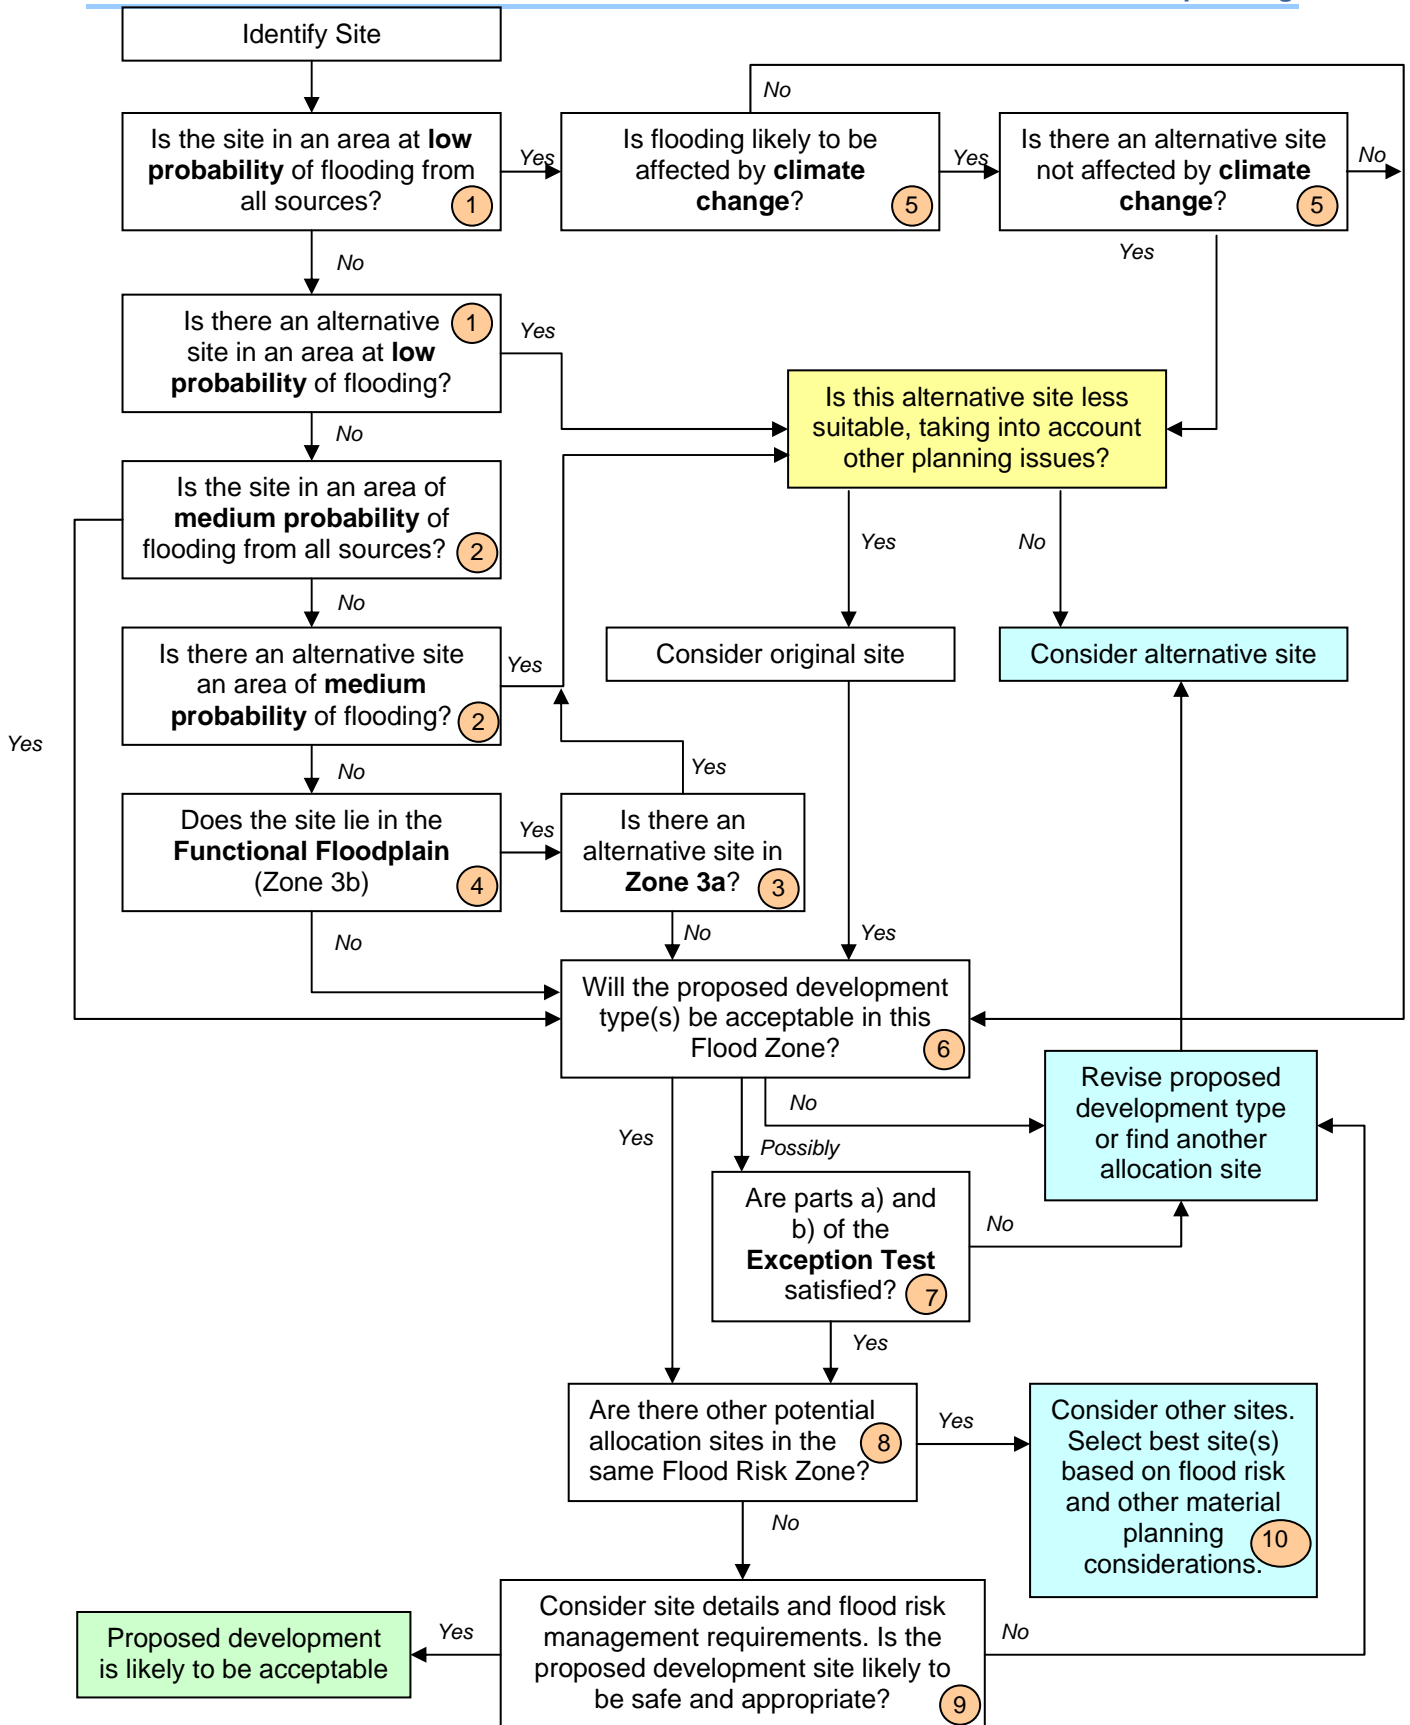 Identify Site
No
Is the site in an area at low
probability of flooding from
all sources?
1
Yes
Is flooding likely to be
affected by climate
change?
5
Yes
Is there an alternative site
not affected by climate
change?
5
No
No
Yes
Is there an alternative
site in an area at low
probability of flooding?
1
Yes
Is this alternative site less
suitable, taking into account
other planning issues?
No
Is the site in an area of
medium probability of
flooding from all sources?
2
Yes
No
No
Is there an alternative site
an area of medium
probability of flooding?
2
Yes
Consider original site
Consider alternative site
Yes
No
Yes
Does the site lie in the
Functional Floodplain
(Zone 3b)
4
Yes
Is there an
alternative site in
Zone 3a?
3
No
No
Yes
Will the proposed development
type(s) be acceptable in this
Flood Zone?
6
No
Yes
Possibly
Revise proposed
development type
or find another
allocation site
Are parts a) and
b) of the
Exception Test
satisfied?
7
No
Yes
Are there other potential
allocation sites in the
same Flood Risk Zone?
8
Yes
Consider other sites.
Select best site(s)
based on flood risk
and other material
planning
considerations.
10
No
Consider site details and flood risk
management requirements. Is the
proposed development site likely to
be safe and appropriate?
9
No
Yes
Proposed development
is likely to be acceptable